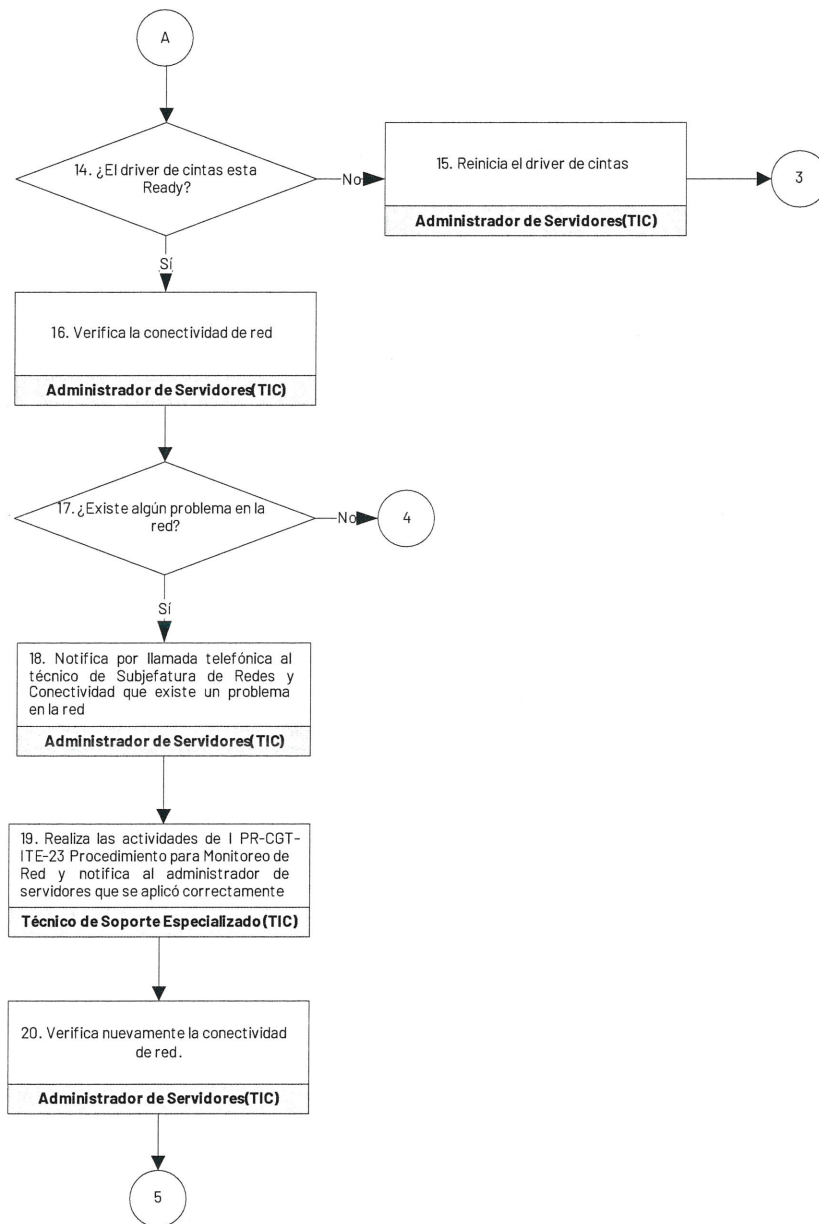 A
14. ¿El driver de cintas esta
Ready?
No
15. Reinicia el driver de cintas
Administrador de Servidores(TIC)
3
Sí
16. Verifica la conectividad de red
Administrador de Servidores(TIC)
17. ¿Existe algún problema en la
red?
No
4
Sí
18. Notifica por llamada telefónica al
técnico de Subjefatura de Redes y
Conectividad que existe un problema
en la red
Administrador de Servidores(TIC)
19. Realiza las actividades de l PR-CGT-
ITE-23 Procedimiento para Monitoreo de
Red y notifica al administrador de
servidores que se aplicó correctamente
Técnico de Soporte Especializado (TIC)
20. Verifica nuevamente la conectividad
de red.
Administrador de Servidores(TIC)
5